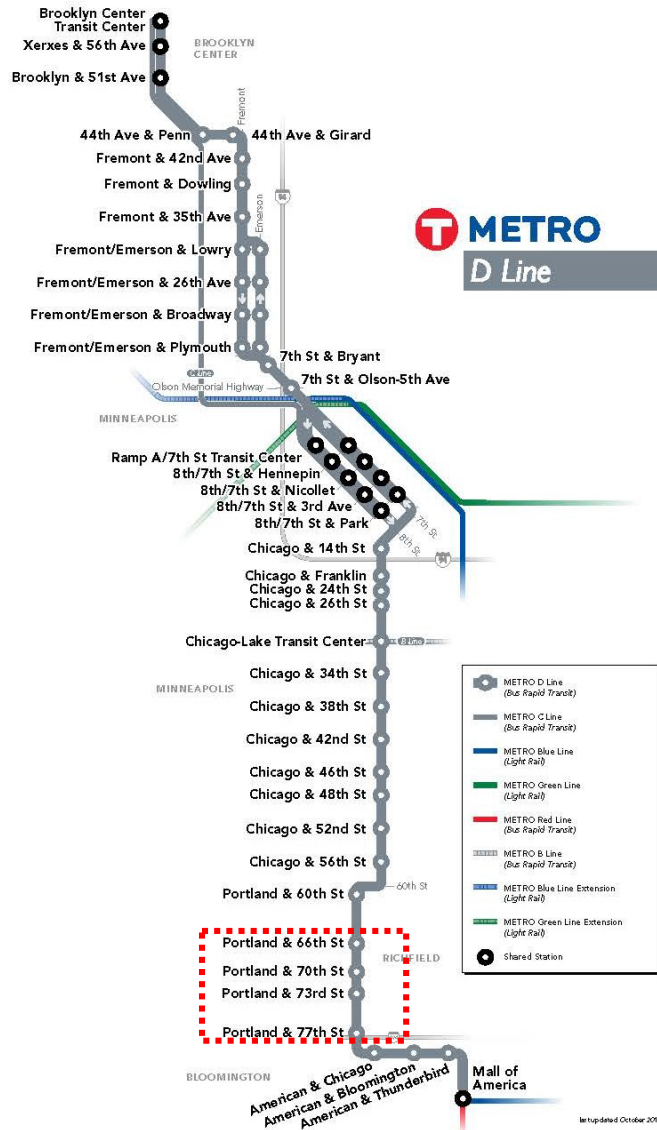 Brooklyn Center
Transit Center
Xerxes & 56th Ave
BROOKLYN
CENTER
Brooklyn & 51st Ave
Fremont
44th Ave & Penn
44th Ave & Girard
Fremont & 42nd Ave
Fremont & Dowling
94
Fremont & 35th Ave
Emerson
T METRO
D Line
Fremont/Emerson & Lowry
Fremont/Emerson & 26th Ave
Fremont/Emerson & Broadway
Fremont/Emerson & Plymouth
7th St & Bryant
C Line
Olson Memorial Highway
7th St & Olson-5th Ave
MINNEAPOLIS
Ramp A/7th St Transit Center
8th/7th St & Hennepin
8th/7th St & Nicollet
8th/7th St & 3rd Ave
8th/7th St & Park
7th St
8th St
Chicago & 14th St
94
Chicago & Franklin
Chicago & 24th St
Chicago & 26th St
Chicago-Lake Transit Center
B Line
Chicago & 34th St
MINNEAPOLIS
Chicago & 38th St
Chicago & 42nd St
Chicago & 46th St
Chicago & 48th St
Chicago & 52nd St
Chicago & 56th St
60th St
Portland & 60th St
Portland & 66th St
RICHFIELD
Portland & 70th St
Portland & 73rd St
Portland & 77th St
BLOOMINGTON
American & Chicago
American & Bloomington
American & Thunderbird
Mall of
America
METRO D Line
(Bus Rapid Transit)
METRO C Line
(Bus Rapid Transit)
METRO Blue Line
(Light Rail)
METRO Green Line
(Light Rail)
METRO Red Line
(Bus Rapid Transit)
METRO B Line
(Bus Rapid Transit)
METRO Blue Line Extension
(Light Rail)
METRO Green Line Extension
(Light Rail)
Shared Station
last updated October